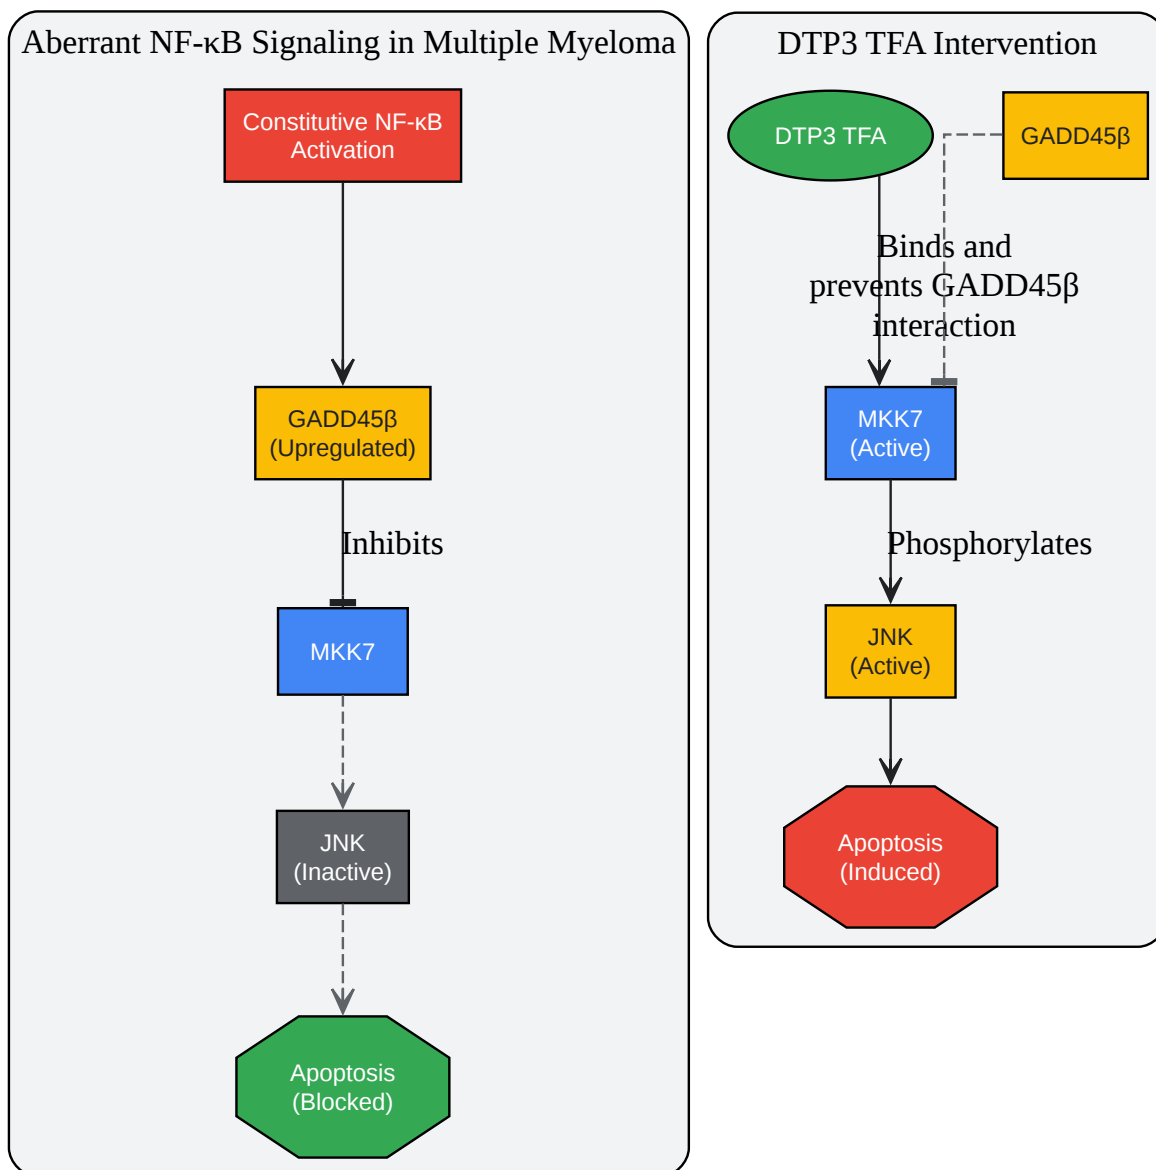 Aberrant NF-κB Signaling in Multiple Myeloma
Constitutive NF-κB
Activation
GADD45β
(Upregulated)
Inhibits
MKK7
JNK
(Inactive)
Apoptosis
(Blocked)
DTP3 TFA Intervention
DTP3 TFA
GADD45β
Binds and
prevents GADD45β
interaction
MKK7
(Active)
Phosphorylates
JNK
(Active)
Apoptosis
(Induced)